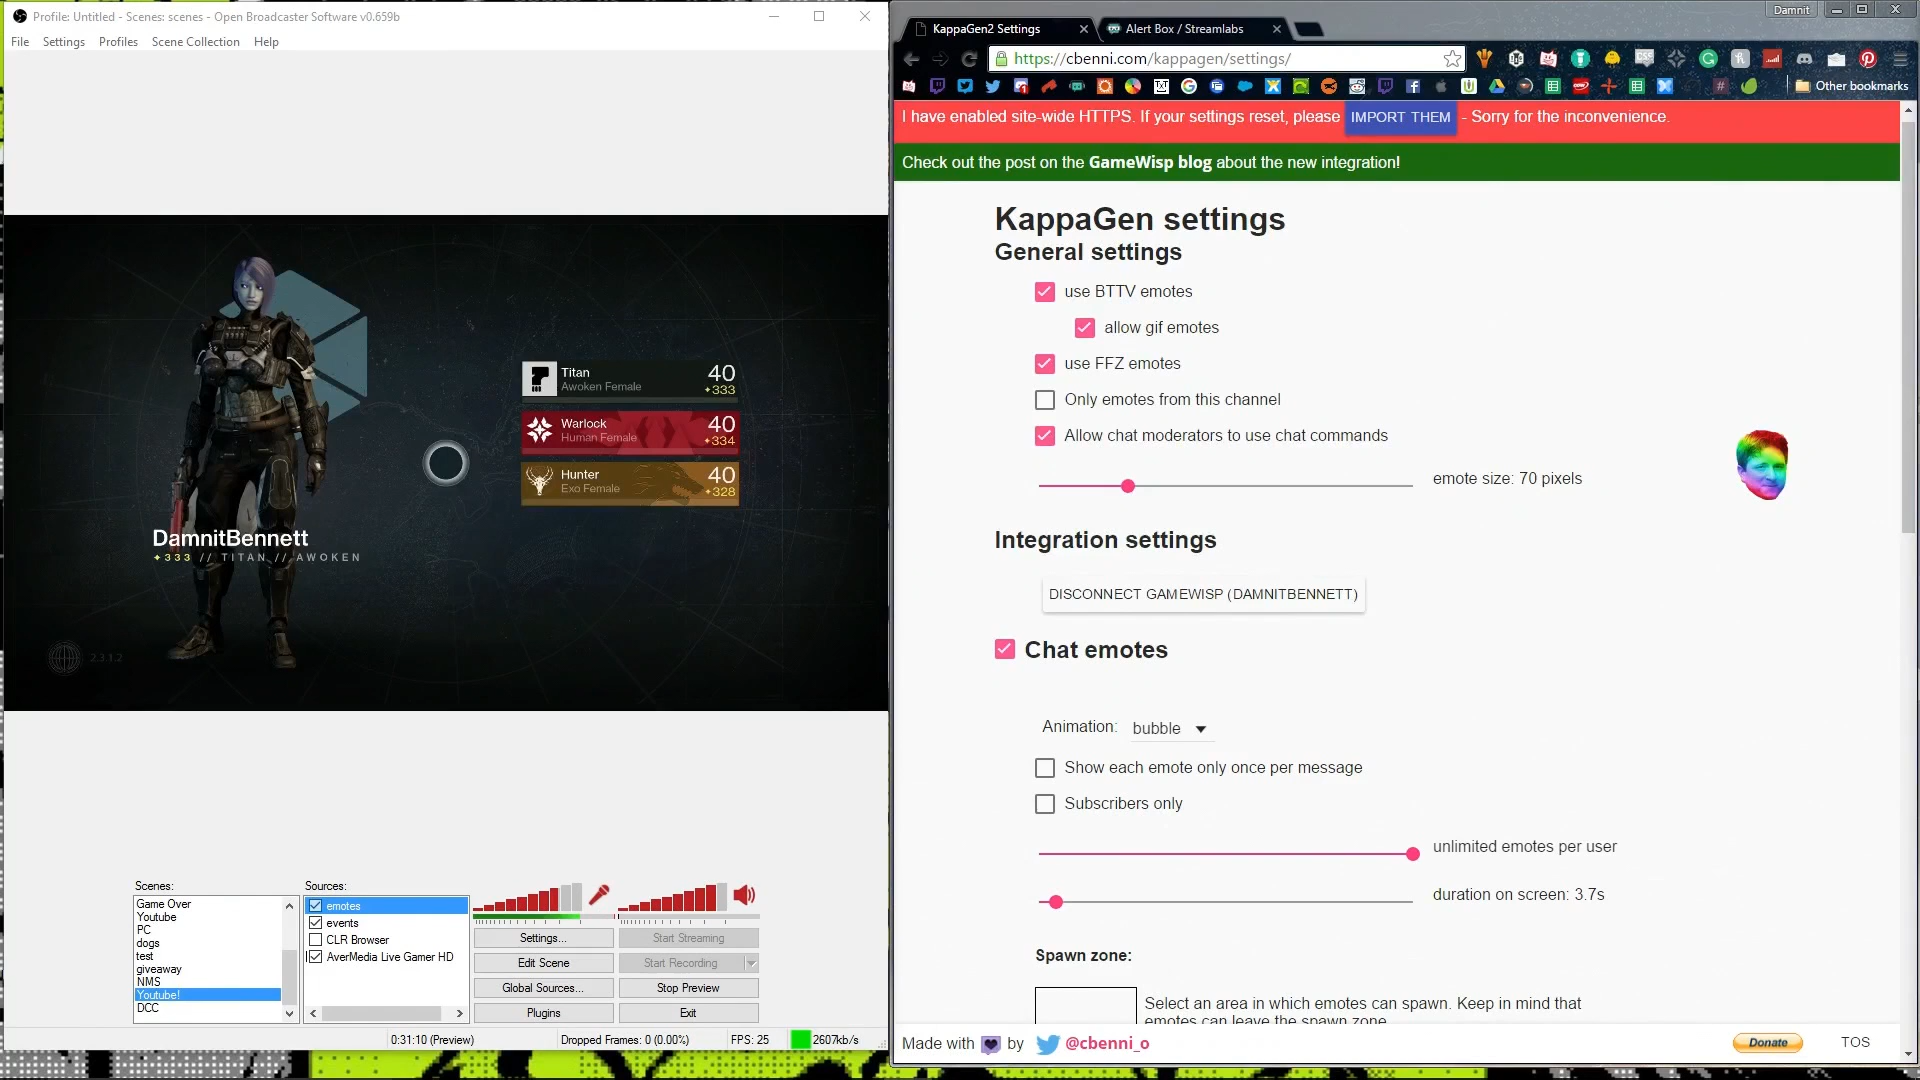 Profile: Untitled - Scenes: scenes - Open Broadcaster Software v0.659b
File Settings Profiles Scene Collection Help
Titan
Awoken Female
40
333
Warlock
Human Female
40
334
Hunter
Exo Female
40
328
DamnitBennett
333 // TITAN // AWOKEN
2.3.1.2
Scenes:
Game Over
Youtube
PC
dogs
test
giveaway
NMS
Youtube!
DCC
Sources:
emotes
events
CLR Browser
AverMedia Live Gamer HD
Settings...
Start Streaming
Edit Scene
Start Recording
Global Sources...
Stop Preview
Plugins
Exit
0:31:10 (Preview)
Dropped Frames: 0 (0.00%)
FPS: 25
2607kb/s
Damnit
KappaGen2 Settings
Alert Box / Streamlabs
https://cbenni.com/kappagen/settings/
Other bookmarks
I have enabled site-wide HTTPS. If your settings reset, please IMPORT THEM - Sorry for the inconvenience.
Check out the post on the GameWisp blog about the new integration!
KappaGen settings
General settings
use BTTV emotes
allow gif emotes
use FFZ emotes
Only emotes from this channel
Allow chat moderators to use chat commands
emote size: 70 pixels
Integration settings
DISCONNECT GAMEWISP (DAMNITBENNETT)
Chat emotes
Animation: bubble
Show each emote only once per message
Subscribers only
unlimited emotes per user
duration on screen: 3.7s
Spawn zone:
Select an area in which emotes can spawn. Keep in mind that
emotes can leave the spawn zone
Made with by @cbenni_o
Donate
TOS